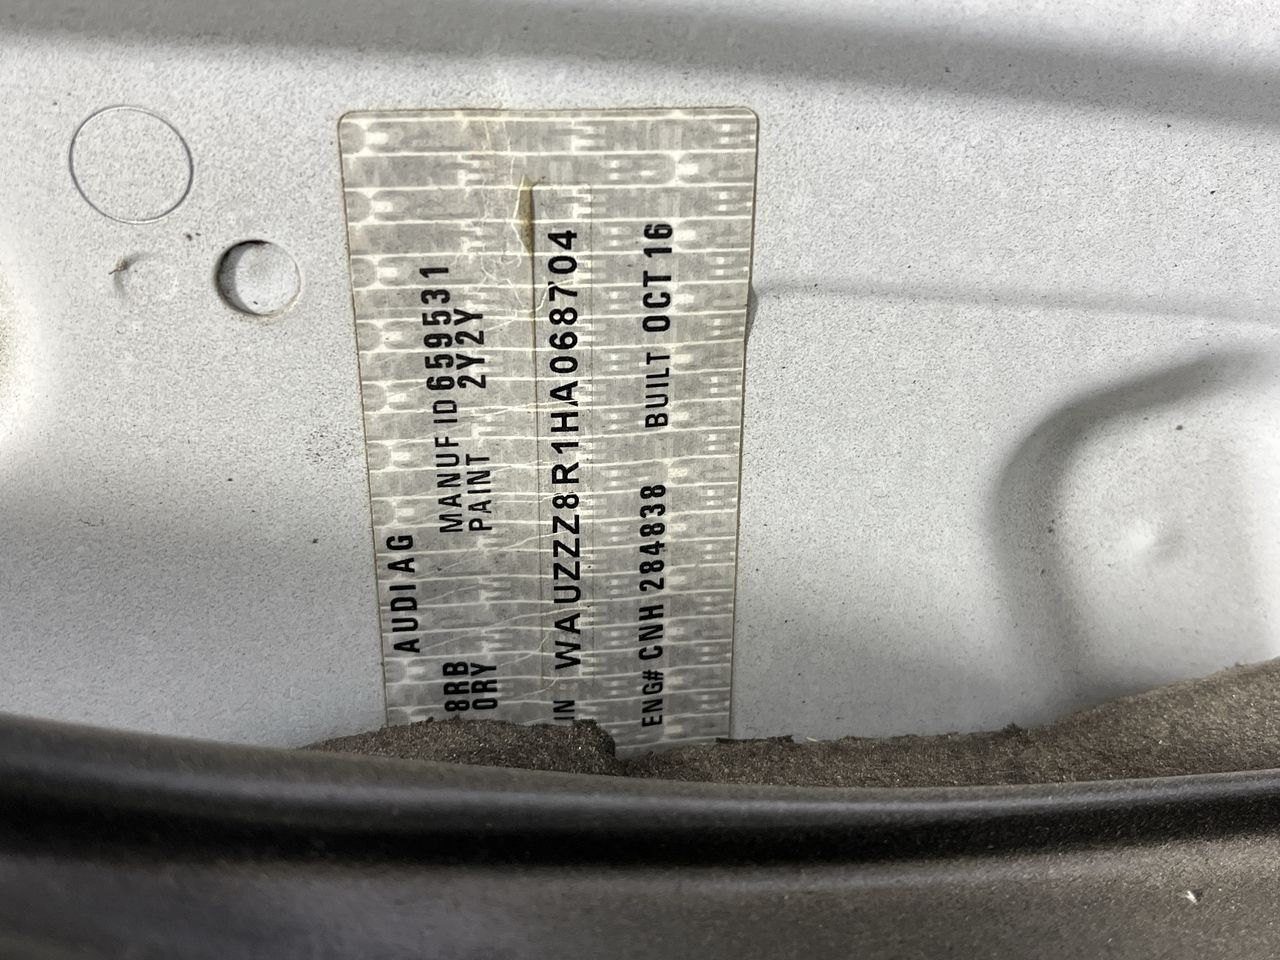 AUDI AG
8RB MANUF ID 659531
0RY PAINT 2Y2Y
IN WAUZZZ8R1HA068704
ENG# CNH 284838 BUILT OCT 16